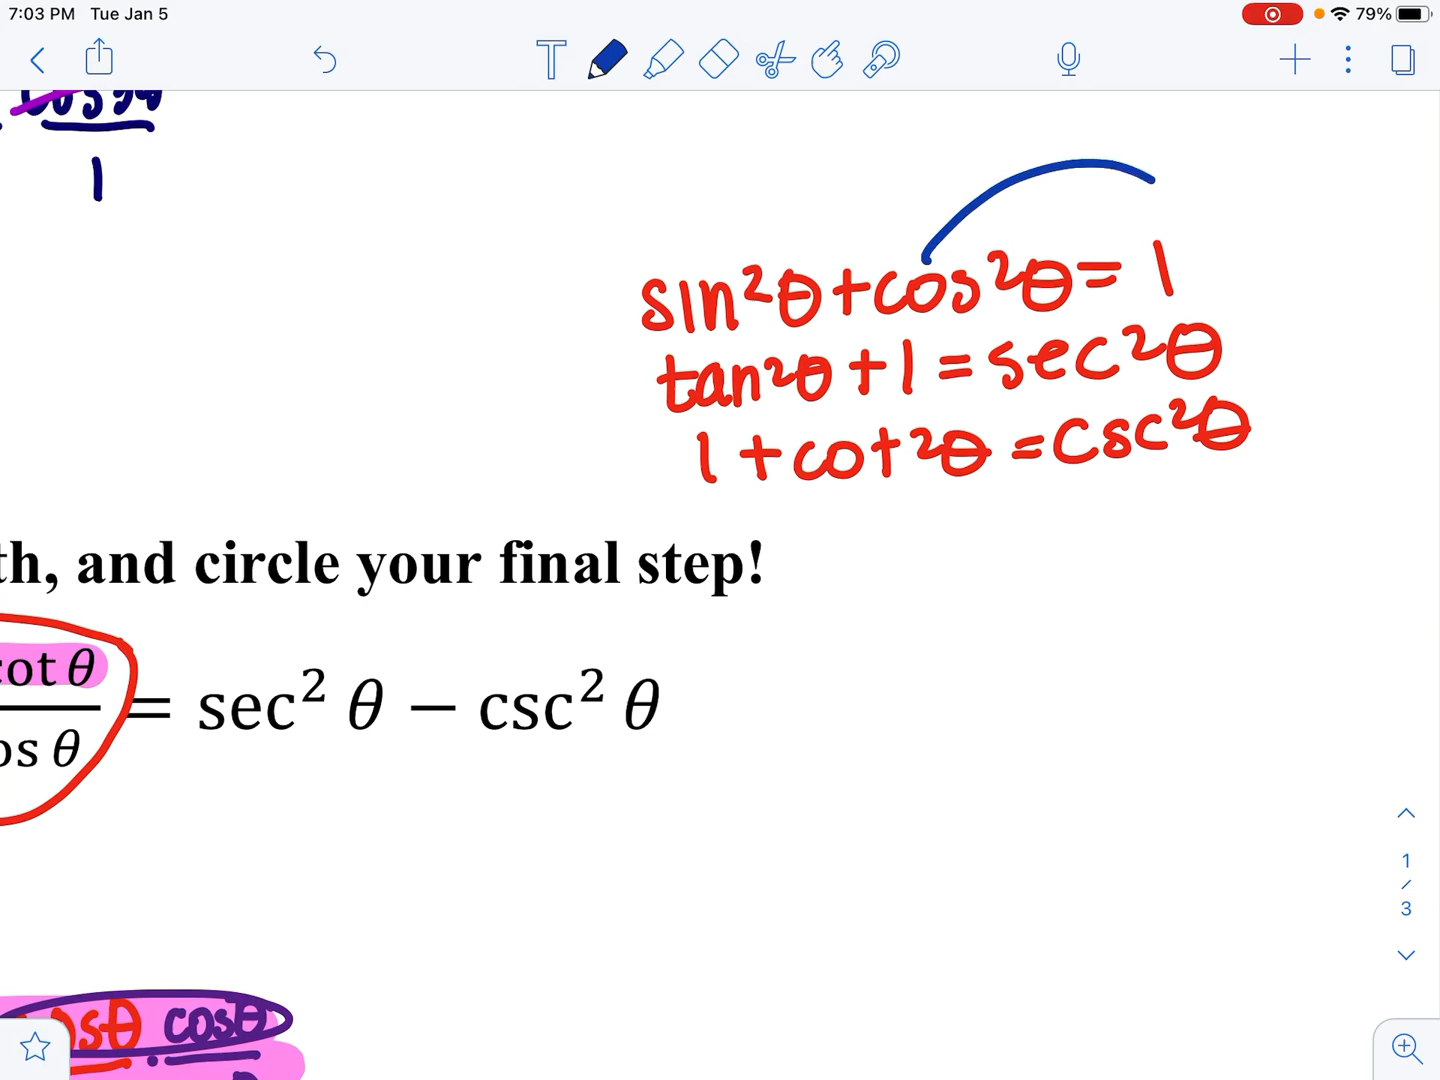 7:03 PM Tue Jan 5
79%
1
sin²θ+cos²θ=1
tan²θ+1=sec²θ
1+cot²θ=csc²θ
th, and circle your final step!
cot θ
os θ
= sec² θ − csc² θ
1
/
3
osθ · cosθ